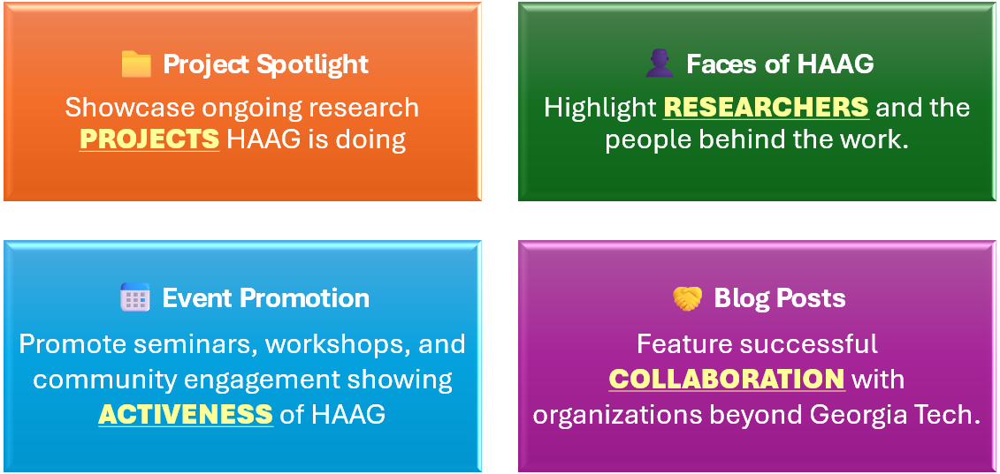 Project Spotlight
Showcase ongoing research
PROJECTS HAAG is doing
Faces of HAAG
Highlight RESEARCHERS and the
people behind the work.
Event Promotion
Promote seminars, workshops, and
community engagement showing
ACTIVENESS of HAAG
Blog Posts
Feature successful
COLLABORATION with
organizations beyond Georgia Tech.